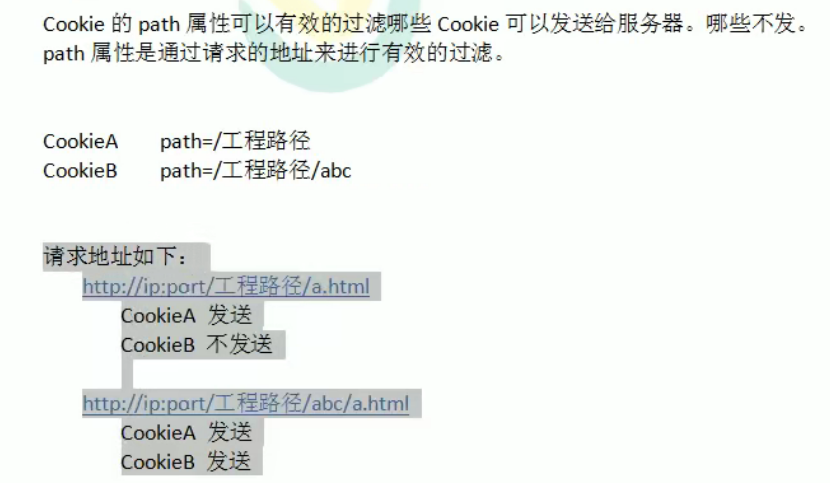 Cookie 的 path 属性可以有效的过滤哪些 Cookie 可以发送给服务器。哪些不发。
path 属性是通过请求的地址来进行有效的过滤。
CookieA path=/工程路径
CookieB path=/工程路径/abc
请求地址如下：
http://ip:port/工程路径/a.html
CookieA 发送
CookieB 不发送
http://ip:port/工程路径/abc/a.html
CookieA 发送
CookieB 发送